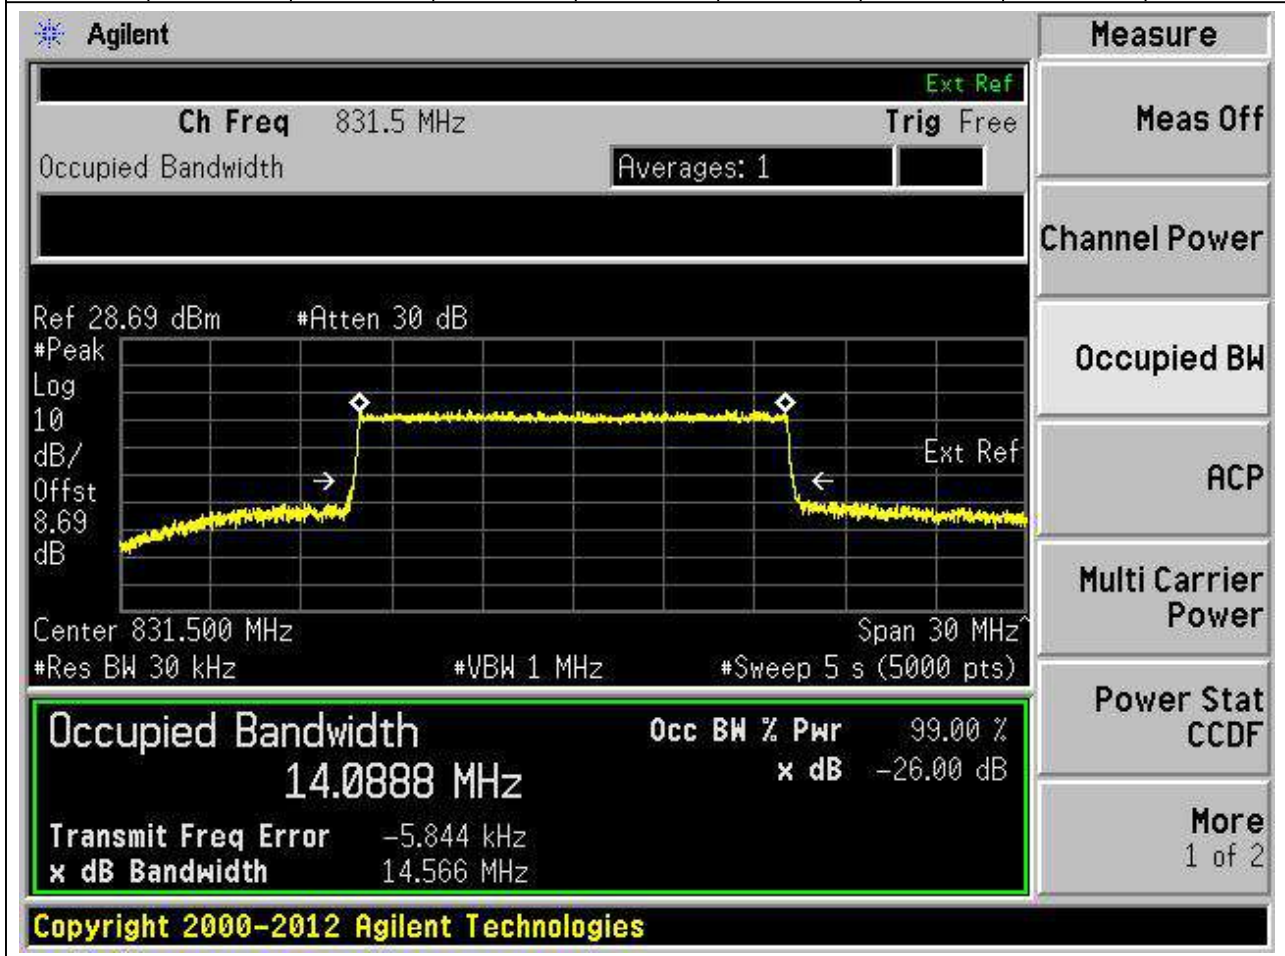 Agilent
Ext Ref
Ch Freq 831.5 MHz Trig Free
Occupied Bandwidth Averages: 1
Ref 28.69 dBm #Atten 30 dB
#Peak
Log
10
dB/
Offst
8.69
dB
Ext Ref
Center 831.500 MHz Span 30 MHz^
#Res BW 30 kHz #VBW 1 MHz #Sweep 5 s (5000 pts)
Occupied Bandwidth
14.0888 MHz
Occ BW % Pwr 99.00 %
x dB -26.00 dB
Transmit Freq Error -5.844 kHz
x dB Bandwidth 14.566 MHz
Copyright 2000-2012 Agilent Technologies
Measure
Meas Off
Channel Power
Occupied BW
ACP
Multi Carrier
Power
Power Stat
CCDF
More
1 of 2